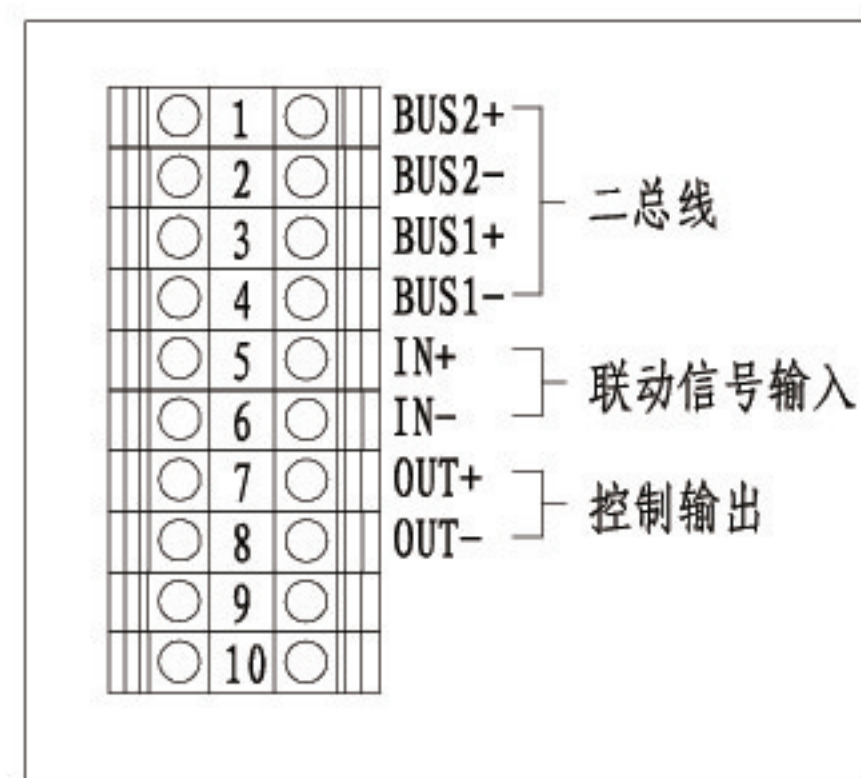 1 BUS2+
2 BUS2-
二总线
3 BUS1+
4 BUS1-
5 IN+
联动信号输入
6 IN-
7 OUT+
控制输出
8 OUT-
9
10